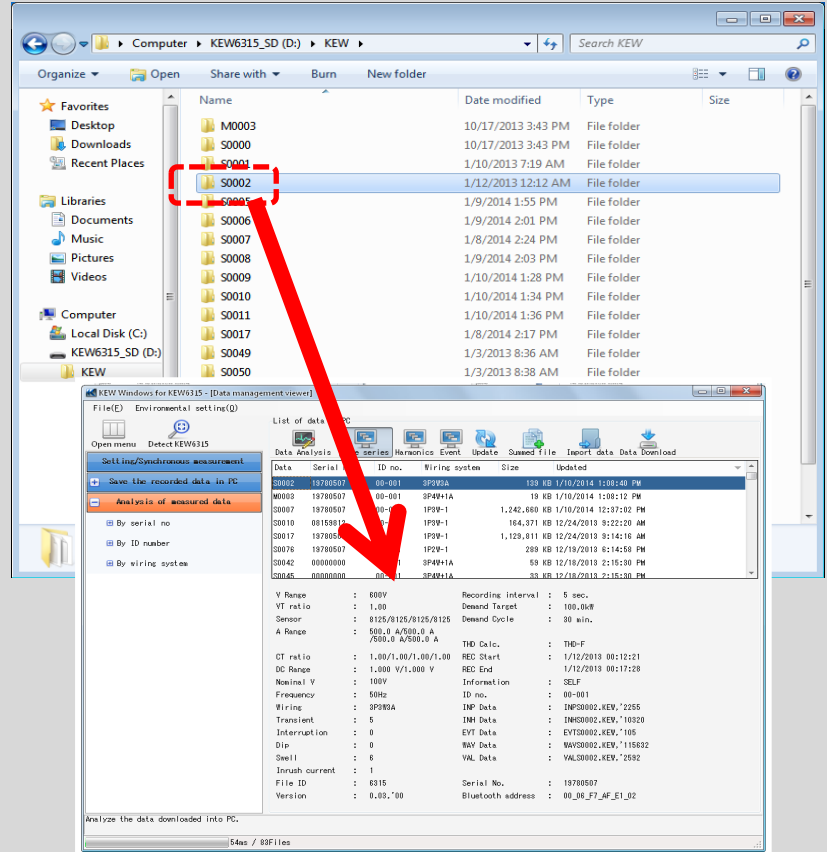 Computer ▸ KEW6315_SD (D:) ▸ KEW ▸
Search KEW
Organize
Open
Share with
Burn
New folder
Favorites
Desktop
Downloads
Recent Places
Libraries
Documents
Music
Pictures
Videos
Computer
Local Disk (C:)
KEW6315_SD (D:)
KEW
Name Date modified Type Size
M0003 10/17/2013 3:43 PM File folder
S0000 10/17/2013 3:43 PM File folder
S0001 1/10/2013 7:19 AM File folder
S0002 1/12/2013 12:12 AM File folder
S0005 1/9/2014 1:55 PM File folder
S0006 1/9/2014 2:01 PM File folder
S0007 1/8/2014 2:24 PM File folder
S0008 1/9/2014 2:03 PM File folder
S0009 1/10/2014 1:28 PM File folder
S0010 1/10/2014 1:34 PM File folder
S0011 1/10/2014 1:36 PM File folder
S0017 1/8/2014 2:17 PM File folder
S0049 1/3/2013 8:36 AM File folder
S0050 1/3/2013 8:38 AM File folder
KEW Windows for KEW6315 - [Data management viewer]
File(F) Environmental setting(O)
Open menu Detect KEW6315
Setting/Synchronous measurement
Save the recorded data in PC
Analysis of measured data
By serial no
By ID number
By wiring system
List of data PC
Data Analysis series Harmonics Event Update Summed file Import data Data Download
Data Serial ID no. Wiring system Size Updated
S0002 19780507 00-001 3P3W3A 139 KB 1/10/2014 1:08:40 PM
M0003 19780507 00-001 3P4W+1A 19 KB 1/10/2014 1:08:12 PM
S0007 19780507 1P3W-1 1,242,660 KB 1/10/2014 12:37:02 PM
S0010 08159812 1P3W-1 164,371 KB 12/24/2013 9:22:20 AM
S0017 1978050 1P3W-1 1,129,811 KB 12/24/2013 9:14:16 AM
S0076 19780507 1P2W-1 289 KB 12/19/2013 6:14:58 PM
S0042 00000000 3P4W+1A 59 KB 12/18/2013 2:15:30 PM
S0045 00000000 3P4W+1A 33 KB 12/18/2013 2:15:30 PM
V Range : 600V Recording interval : 5 sec.
VT ratio : 1.00 Demand Target : 100.0kW
Sensor : 8125/8125/8125/8125 Demand Cycle : 30 min.
A Range : 500.0 A/500.0 A
/500.0 A/500.0 A THD Calc. : THD-F
CT ratio : 1.00/1.00/1.00/1.00 REC Start : 1/12/2013 00:12:21
DC Range : 1.000 V/1.000 V REC End 1/12/2013 00:17:28
Nominal V : 100V Information : SELF
Frequency : 50Hz ID no. : 00-001
Wiring : 3P3W3A INP Data : INPS0002.KEW,'2255
Transient : 5 INH Data : INHS0002.KEW,'10320
Interruption : 0 EVT Data : EVTS0002.KEW,'105
Dip : 0 WAV Data : WAVS0002.KEW,'115632
Swell : 6 VAL Data : VALS0002.KEW,'2592
Inrush current : 1
File ID : 6315 Serial No. : 19780507
Version : 0.03.'00 Bluetooth address : 00_06_F7_AF_E1_02
Analyze the data downloaded into PC.
54ms / 83Files